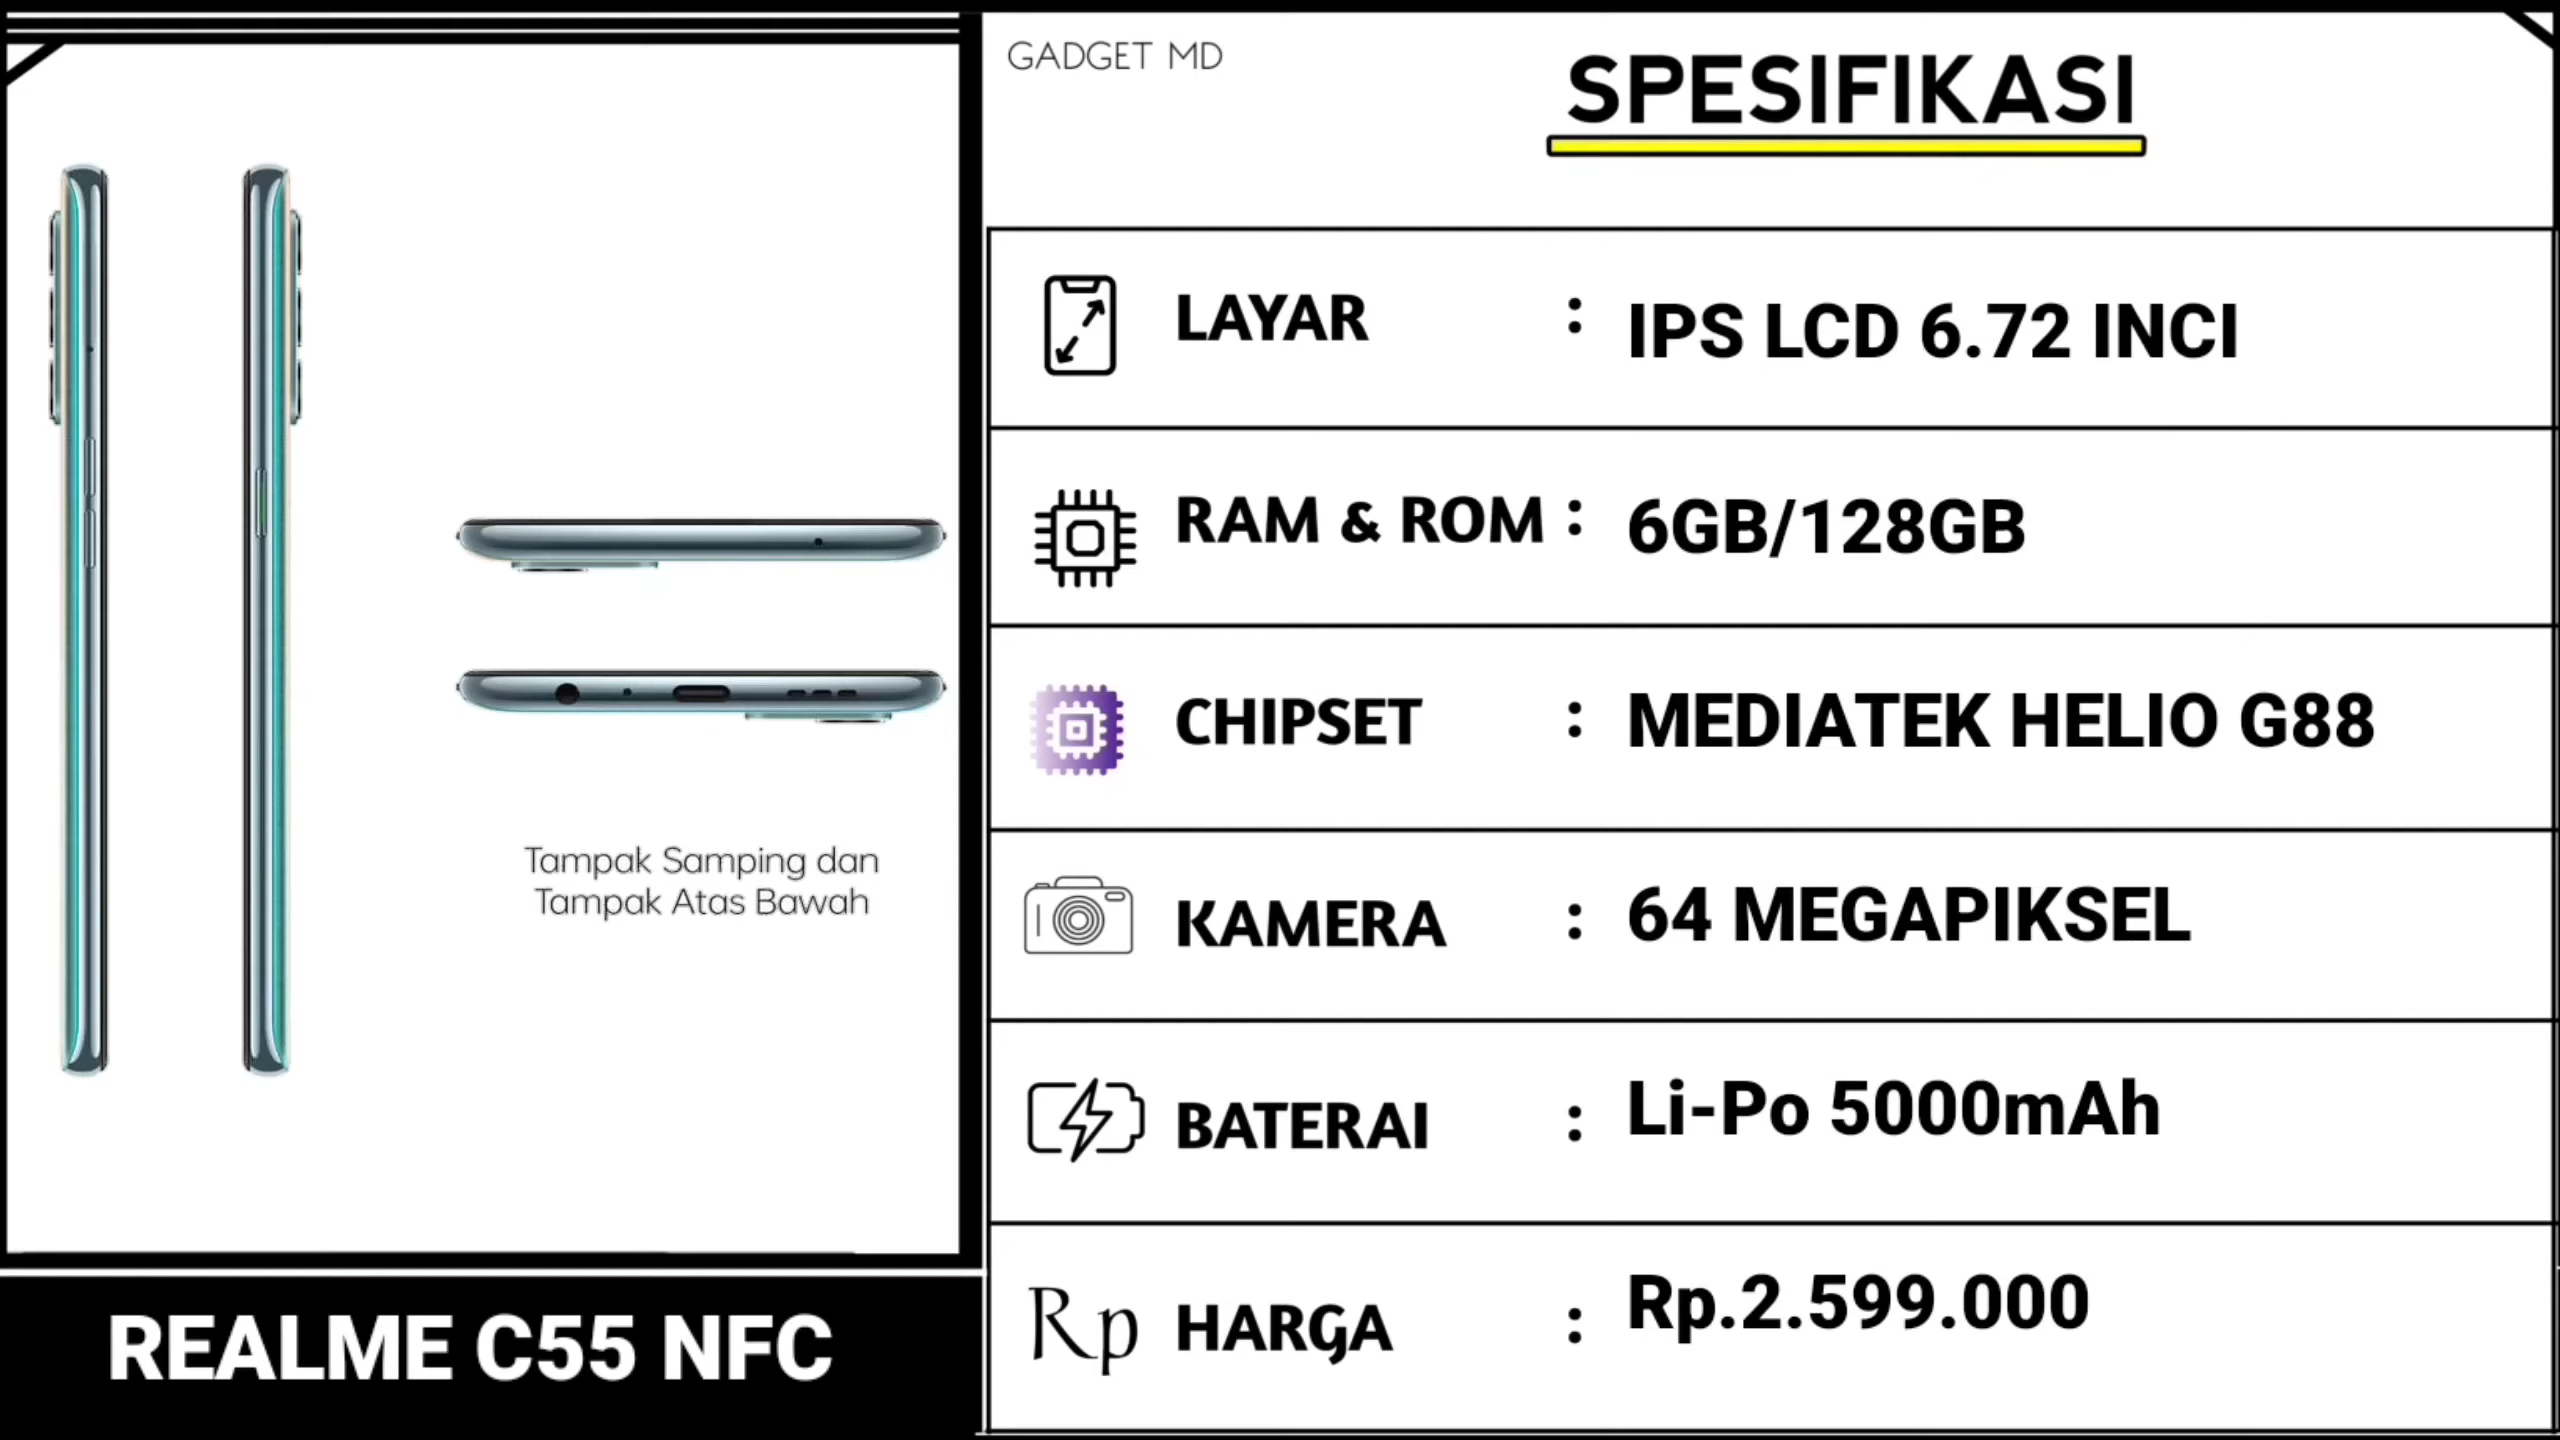 GADGET MD
SPESIFIKASI
LAYAR : IPS LCD 6.72 INCI
RAM & ROM : 6GB/128GB
CHIPSET : MEDIATEK HELIO G88
KAMERA : 64 MEGAPIKSEL
BATERAI : Li-Po 5000mAh
Rp HARGA : Rp.2.599.000
Tampak Samping dan
Tampak Atas Bawah
REALME C55 NFC